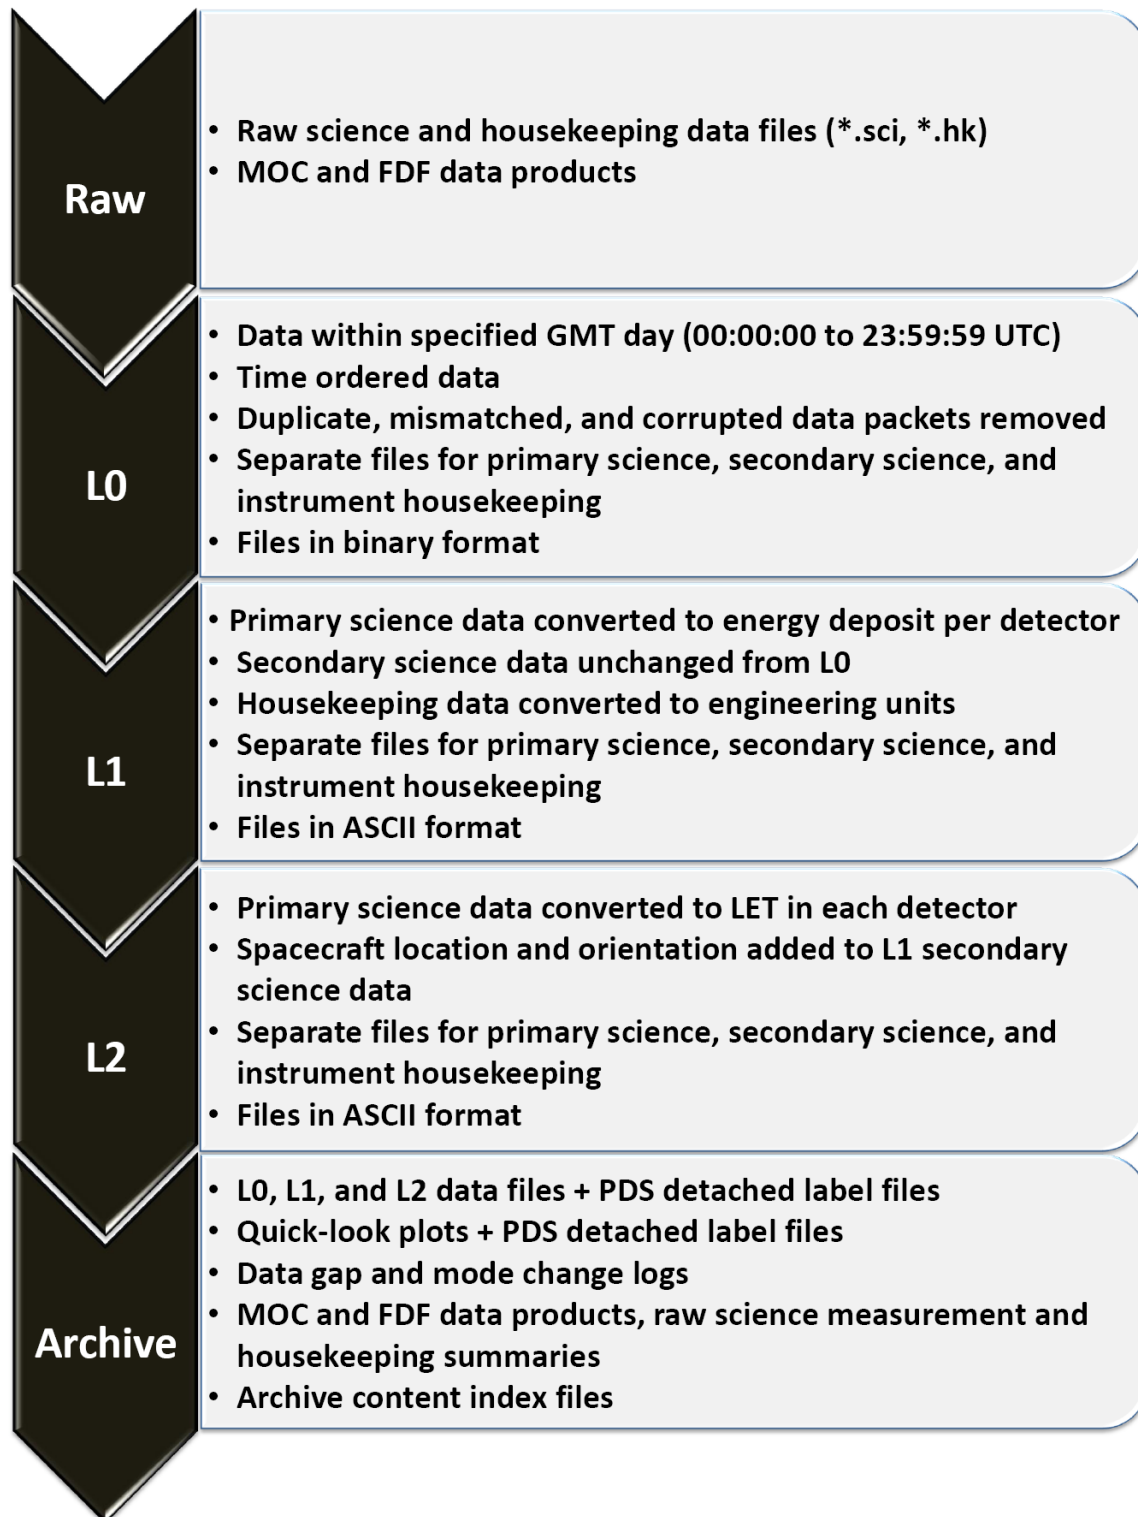 Raw
• Raw science and housekeeping data files (*.sci, *.hk)
• MOC and FDF data products
L0
• Data within specified GMT day (00:00:00 to 23:59:59 UTC)
• Time ordered data
• Duplicate, mismatched, and corrupted data packets removed
• Separate files for primary science, secondary science, and
instrument housekeeping
• Files in binary format
L1
• Primary science data converted to energy deposit per detector
• Secondary science data unchanged from L0
• Housekeeping data converted to engineering units
• Separate files for primary science, secondary science, and
instrument housekeeping
• Files in ASCII format
L2
• Primary science data converted to LET in each detector
• Spacecraft location and orientation added to L1 secondary
science data
• Separate files for primary science, secondary science, and
instrument housekeeping
• Files in ASCII format
Archive
• L0, L1, and L2 data files + PDS detached label files
• Quick-look plots + PDS detached label files
• Data gap and mode change logs
• MOC and FDF data products, raw science measurement and
housekeeping summaries
• Archive content index files